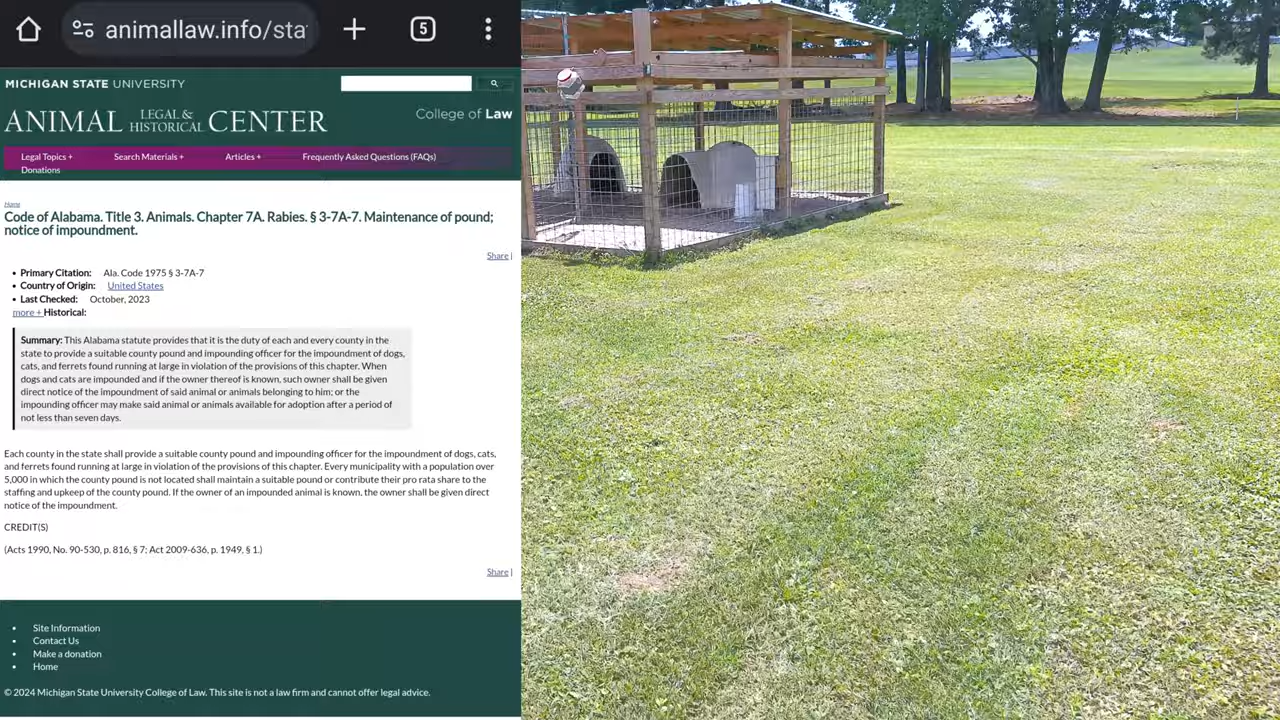 animallaw.info/sta
5
MICHIGAN STATE UNIVERSITY
ANIMAL LEGAL & HISTORICAL CENTER
College of Law
Legal Topics + Search Materials + Articles + Frequently Asked Questions (FAQs)
Donations
Home
Code of Alabama. Title 3. Animals. Chapter 7A. Rabies. § 3-7A-7. Maintenance of pound;
notice of impoundment.
Share |
• Primary Citation: Ala. Code 1975 § 3-7A-7
• Country of Origin: United States
• Last Checked: October, 2023
more + Historical:
Summary: This Alabama statute provides that it is the duty of each and every county in the
state to provide a suitable county pound and impounding officer for the impoundment of dogs,
cats, and ferrets found running at large in violation of the provisions of this chapter. When
dogs and cats are impounded and if the owner thereof is known, such owner shall be given
direct notice of the impoundment of said animal or animals belonging to him; or the
impounding officer may make said animal or animals available for adoption after a period of
not less than seven days.
Each county in the state shall provide a suitable county pound and impounding officer for the impoundment of dogs, cats,
and ferrets found running at large in violation of the provisions of this chapter. Every municipality with a population over
5,000 in which the county pound is not located shall maintain a suitable pound or contribute their pro rata share to the
staffing and upkeep of the county pound. If the owner of an impounded animal is known, the owner shall be given direct
notice of the impoundment.
CREDIT(S)
(Acts 1990, No. 90-530, p. 816, § 7; Act 2009-636, p. 1949, § 1.)
Share |
• Site Information
• Contact Us
• Make a donation
• Home
© 2024 Michigan State University College of Law. This site is not a law firm and cannot offer legal advice.